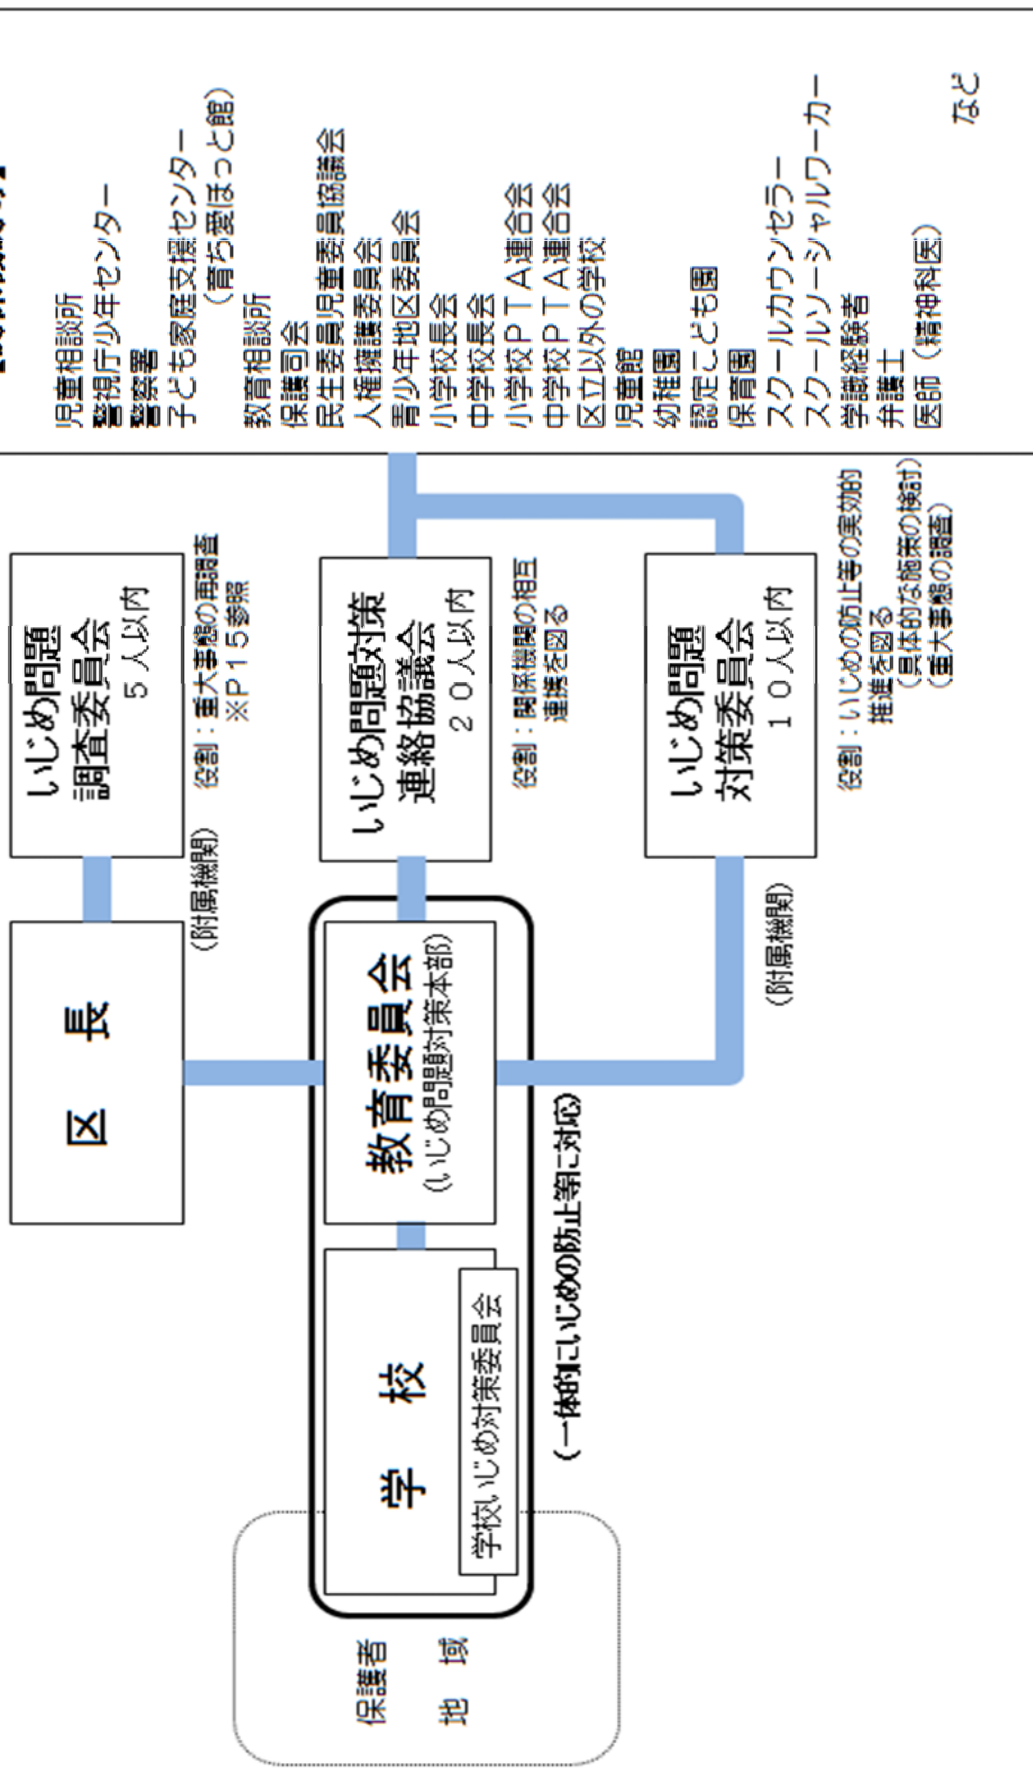 児童相談所
警視庁少年センター
警察署
子ども家庭支援センター
（育ち愛ほっと館）
教育相談所
保護司会
民生委員児童委員協議会
人権擁護委員会
青少年地区委員会
小学校長会
中学校長会
小学校ＰＴＡ連合会
中学校ＰＴＡ連合会
区立以外の学校
児童館
幼稚園
認定こども園
保育園
スクールカウンセラー
スクールソーシャルワーカー
学識経験者
弁護士
医師（精神科医）
など
いじめ問題
調査委員会
５人以内
役割：重大事態の再調査
※Ｐ１５参照
いじめ問題対策
連絡協議会
２０人以内
役割：関係機関の相互
連携を図る
いじめ問題
対策委員会
１０人以内
役割：いじめの防止等の実効的
推進を図る
（具体的な施策の検討）
（重大事態の調査）
区　長
（附属機関）
教育委員会
（いじめ問題対策本部）
（附属機関）
学　校
学校いじめ対策委員会
（一体的にいじめの防止等に対応）
保護者
地　域